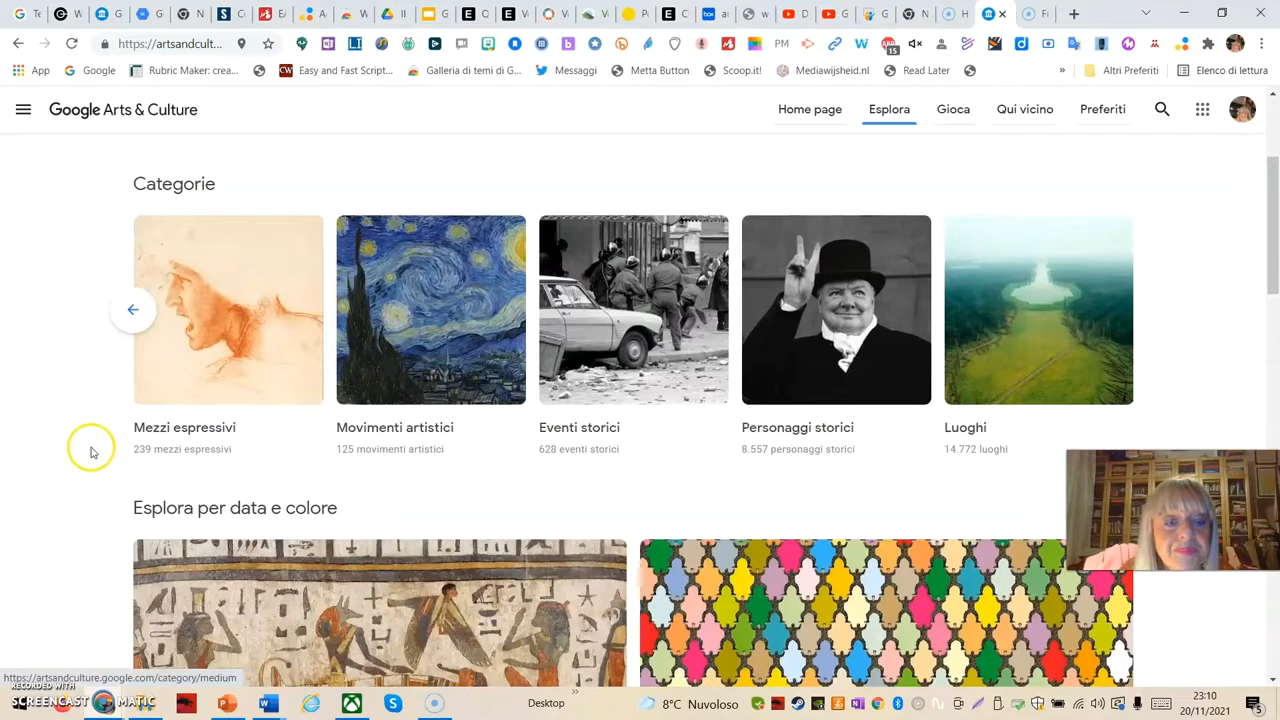 https://artsandcult...
PM
15
App
Google
Rubric Maker: crea...
Easy and Fast Script...
Galleria di temi di G...
Messaggi
Metta Button
Scoop.it!
Mediawijsheid.nl
Read Later
»
Altri Preferiti
Elenco di lettura
Google Arts & Culture
Home page
Esplora
Gioca
Qui vicino
Preferiti
Categorie
Mezzi espressivi
239 mezzi espressivi
Movimenti artistici
125 movimenti artistici
Eventi storici
628 eventi storici
Personaggi storici
8.557 personaggi storici
Luoghi
14.772 luoghi
Esplora per data e colore
https://artsandculture.google.com/category/medium
RECORDED WITH
SCREENCAST MATIC
Desktop
»
8°C Nuvoloso
23:10
20/11/2021
5